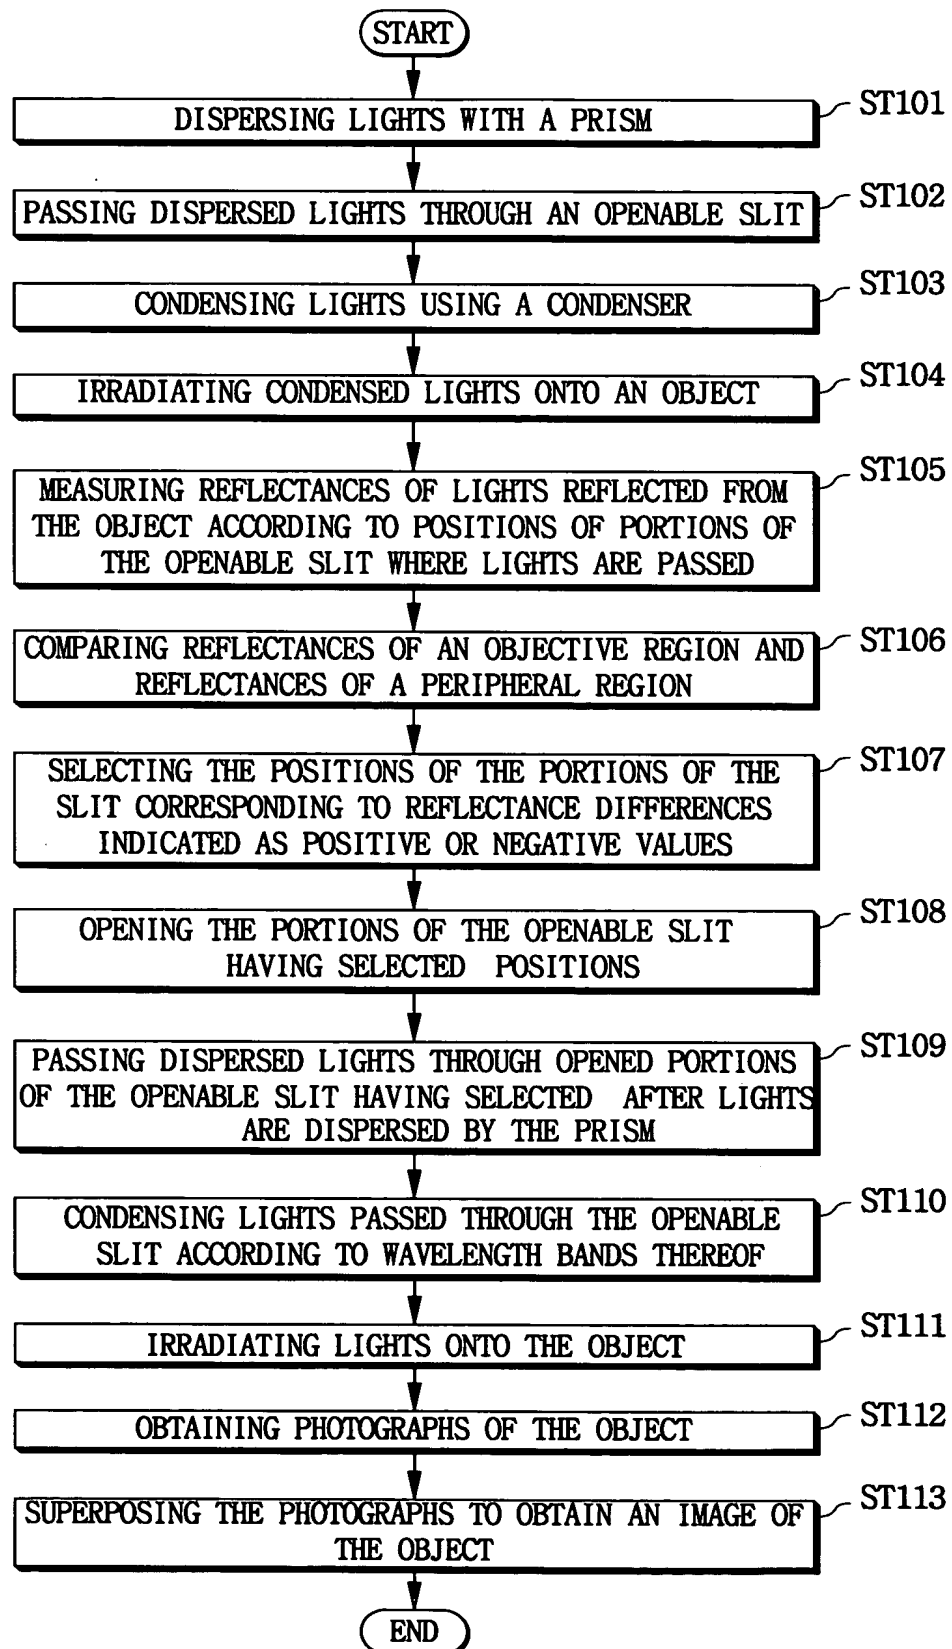 START
DISPERSING LIGHTS WITH A PRISM
ST101
PASSING DISPERSED LIGHTS THROUGH AN OPENABLE SLIT
ST102
CONDENSING LIGHTS USING A CONDENSER
ST103
IRRADIATING CONDENSED LIGHTS ONTO AN OBJECT
ST104
MEASURING REFLECTANCES OF LIGHTS REFLECTED FROM
THE OBJECT ACCORDING TO POSITIONS OF PORTIONS OF
THE OPENABLE SLIT WHERE LIGHTS ARE PASSED
ST105
COMPARING REFLECTANCES OF AN OBJECTIVE REGION AND
REFLECTANCES OF A PERIPHERAL REGION
ST106
SELECTING THE POSITIONS OF THE PORTIONS OF THE
SLIT CORRESPONDING TO REFLECTANCE DIFFERENCES
INDICATED AS POSITIVE OR NEGATIVE VALUES
ST107
OPENING THE PORTIONS OF THE OPENABLE SLIT
HAVING SELECTED POSITIONS
ST108
PASSING DISPERSED LIGHTS THROUGH OPENED PORTIONS
OF THE OPENABLE SLIT HAVING SELECTED AFTER LIGHTS
ARE DISPERSED BY THE PRISM
ST109
CONDENSING LIGHTS PASSED THROUGH THE OPENABLE
SLIT ACCORDING TO WAVELENGTH BANDS THEREOF
ST110
IRRADIATING LIGHTS ONTO THE OBJECT
ST111
OBTAINING PHOTOGRAPHS OF THE OBJECT
ST112
SUPERPOSING THE PHOTOGRAPHS TO OBTAIN AN IMAGE OF
THE OBJECT
ST113
END